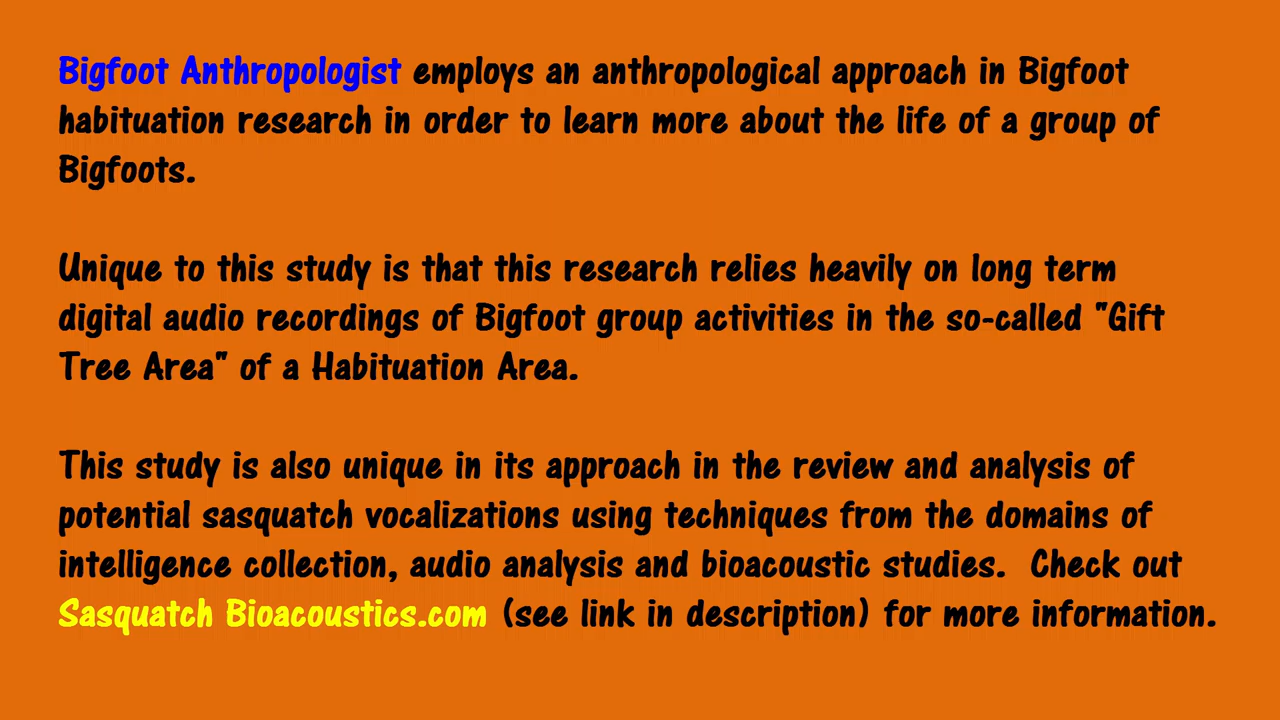 Bigfoot Anthropologist employs an anthropological approach in Bigfoot
habituation research in order to learn more about the life of a group of
Bigfoots.
Unique to this study is that this research relies heavily on long term
digital audio recordings of Bigfoot group activities in the so-called "Gift
Tree Area" of a Habituation Area.
This study is also unique in its approach in the review and analysis of
potential sasquatch vocalizations using techniques from the domains of
intelligence collection, audio analysis and bioacoustic studies.  Check out
Sasquatch Bioacoustics.com (see link in description) for more information.